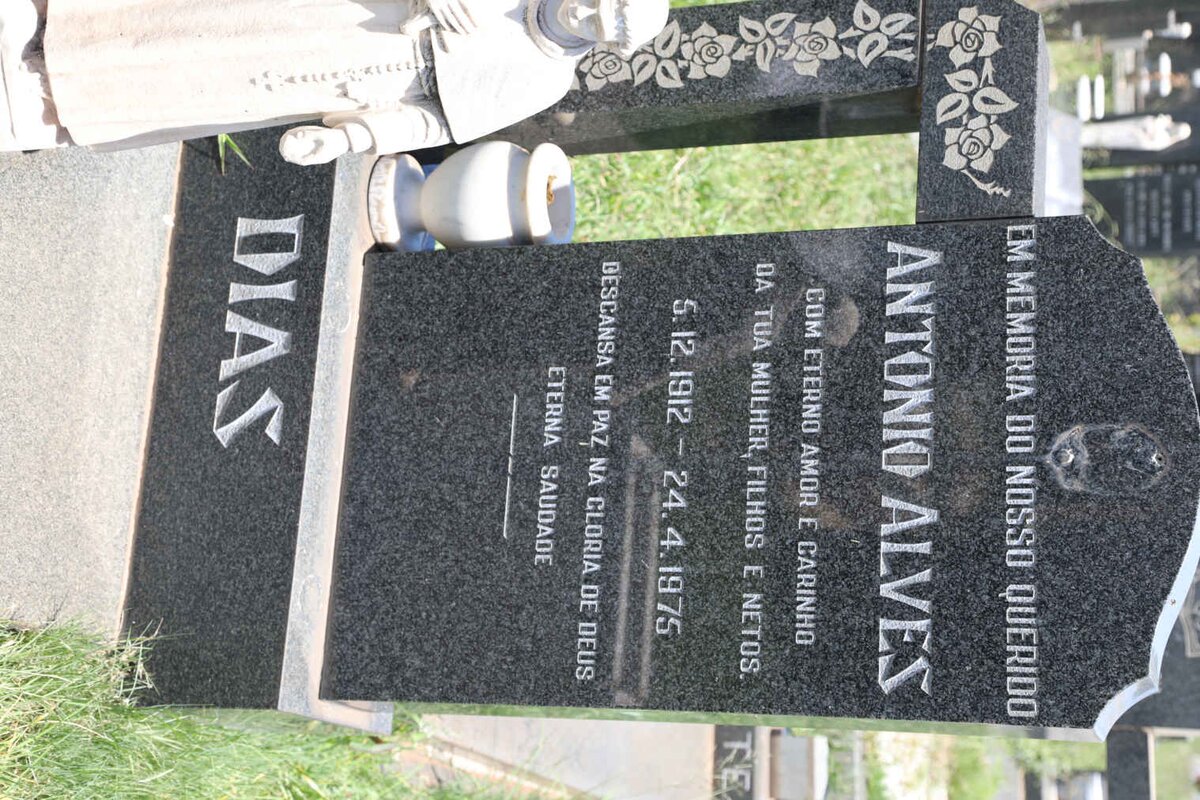 EM MEMORIA DO NOSSO QUERIDO
ANTONIO ALVES
COM ETERNO AMOR E CARINHO
DA TUA MULHER, FILHOS E NETOS.
5.12.1912 - 24.4.1975
DESCANSA EM PAZ, NA GLORIA DE DEUS
ETERNA SAUDADE
DIAS
TE